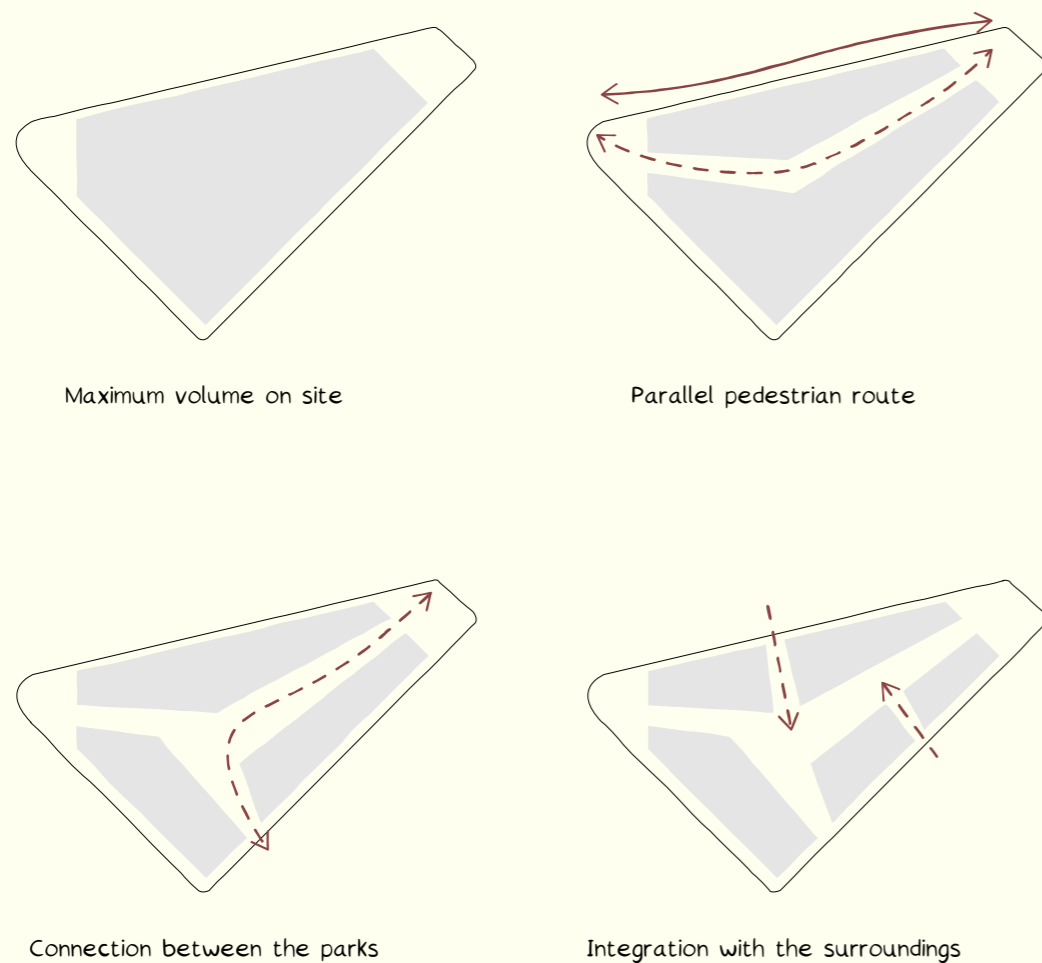 Maximum volume on site
Parallel pedestrian route
Connection between the parks
Integration with the surroundings